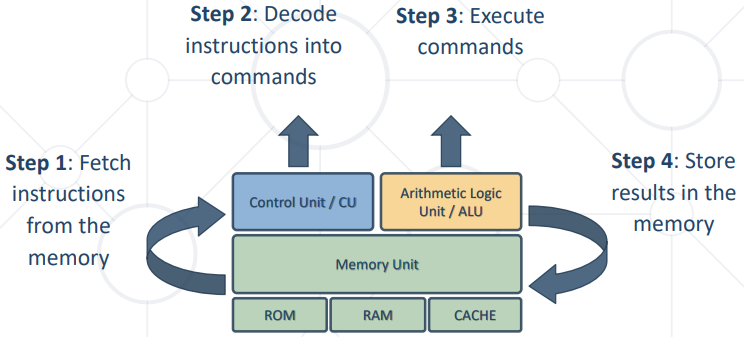 Step 2: Decode
instructions into
commands
Step 3: Execute
commands
Step 1: Fetch
instructions
from the
memory
Control Unit / CU
Arithmetic Logic
Unit / ALU
Step 4: Store
results in the
memory
Memory Unit
ROM
RAM
CACHE